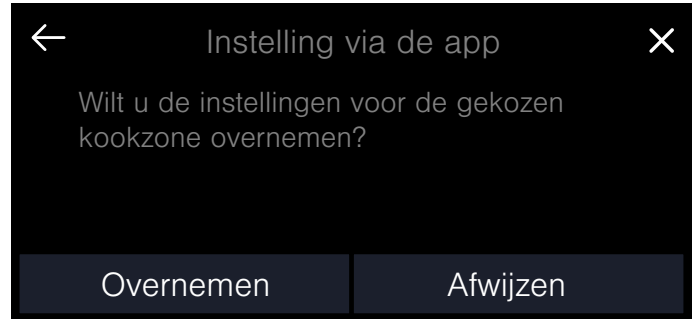 Instelling via de app
Wilt u de instellingen voor de gekozen
kookzone overnemen?
Overnemen Afwijzen